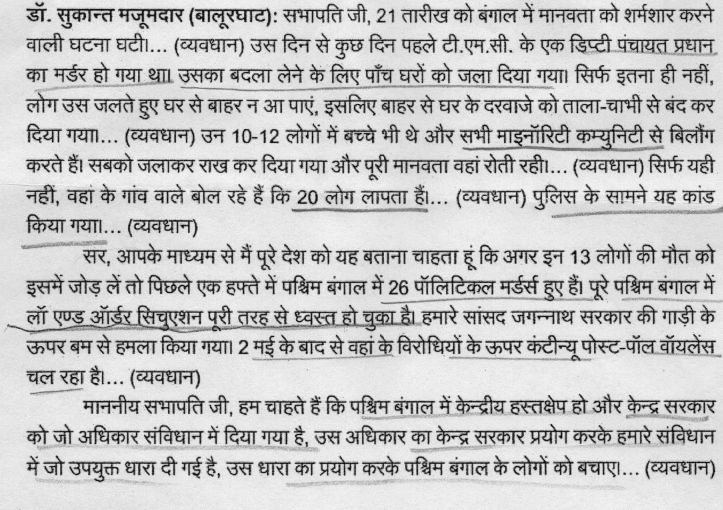 डॉ. सुकान्त मजूमदार (बालूरघाट): सभापति जी, 21 तारीख को बंगाल में मानवता को शर्मशार करने
वाली घटना घटी।... (व्यवधान) उस दिन से कुछ दिन पहले टी.एम.सी. के एक डिप्टी पंचायत प्रधान
का मर्डर हो गया था। उसका बदला लेने के लिए पाँच घरों को जला दिया गया। सिर्फ इतना ही नहीं,
लोग उस जलते हुए घर से बाहर न आ पाएं, इसलिए बाहर से घर के दरवाजे को ताला-चाभी से बंद कर
दिया गया।... (व्यवधान) उन 10-12 लोगों में बच्चे भी थे और सभी माइनॉरिटी कम्युनिटी से बिलौंग
करते हैं। सबको जलाकर राख कर दिया गया और पूरी मानवता वहां रोती रही।... (व्यवधान) सिर्फ यही
नहीं, वहां के गांव वाले बोल रहे हैं कि 20 लोग लापता हैं।... (व्यवधान) पुलिस के सामने यह कांड
किया गया।... (व्यवधान)
सर, आपके माध्यम से मैं पूरे देश को यह बताना चाहता हूं कि अगर इन 13 लोगों की मौत को
इसमें जोड़ लें तो पिछले एक हफ्ते में पश्चिम बंगाल में 26 पॉलिटिकल मर्डर्स हुए हैं। पूरे पश्चिम बंगाल में
लॉ एण्ड ऑर्डर सिचुएशन पूरी तरह से ध्वस्त हो चुका है। हमारे सांसद जगन्नाथ सरकार की गाड़ी के
ऊपर बम से हमला किया गया। 2 मई के बाद से वहां के विरोधियों के ऊपर कंटीन्यू पोस्ट-पॉल वॉयलेंस
चल रहा है।... (व्यवधान)
माननीय सभापति जी, हम चाहते हैं कि पश्चिम बंगाल में केन्द्रीय हस्तक्षेप हो और केन्द्र सरकार
को जो अधिकार संविधान में दिया गया है, उस अधिकार का केन्द्र सरकार प्रयोग करके हमारे संविधान
में जो उपयुक्त धारा दी गई है, उस धारा का प्रयोग करके पश्चिम बंगाल के लोगों को बचाए।... (व्यवधान)